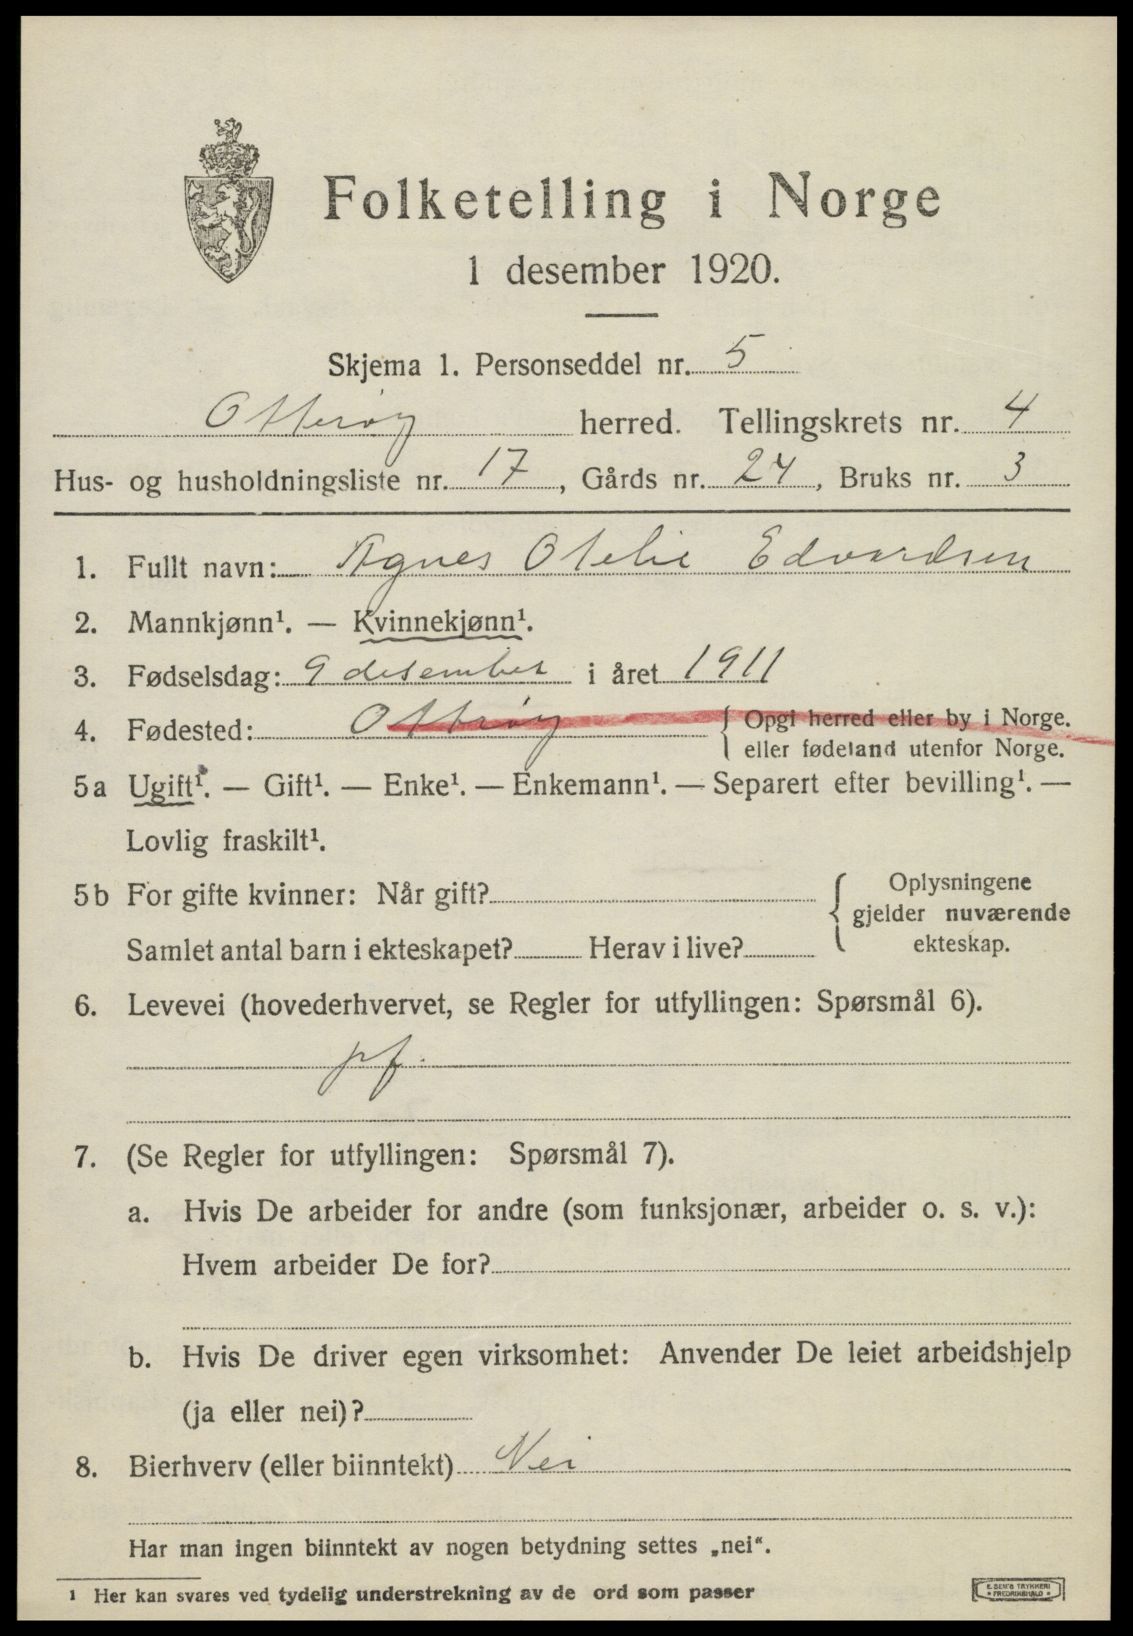 Folketelling i Norge
1 desember 1920.
Skjema 1. Personseddel nr. 5
Otterøy herred. Tellingskrets nr. 4
Hus- og husholdningsliste nr. 17, Gårds nr. 24, Bruks nr. 3
1. Fullt navn: Agnes Otelie Edvardsen
2. Mannkjønn¹. — Kvinnekjønn¹.
3. Fødselsdag: 9 desember i året 1911
4. Fødested: Otterøy { Opgi herred eller by i Norge.
eller fødeland utenfor Norge.
5a Ugift¹. — Gift¹. — Enke¹. — Enkemann¹. — Separert efter bevilling¹. —
Lovlig fraskilt¹.
5b For gifte kvinner: Når gift? { Oplysningene
gjelder nuværende
Samlet antal barn i ekteskapet? Herav i live? ekteskap.
6. Levevei (hovederhvervet, se Regler for utfyllingen: Spørsmål 6).
pf.
7. (Se Regler for utfyllingen: Spørsmål 7).
a. Hvis De arbeider for andre (som funksjonær, arbeider o. s. v.):
Hvem arbeider De for?
b. Hvis De driver egen virksomhet: Anvender De leiet arbeidshjelp
(ja eller nei)?
8. Bierhverv (eller biinntekt) Nei
Har man ingen biinntekt av nogen betydning settes „nei".
1 Her kan svares ved tydelig understrekning av de ord som passer
E. SEM'S TRYKKERI
FREDRIKSHALD